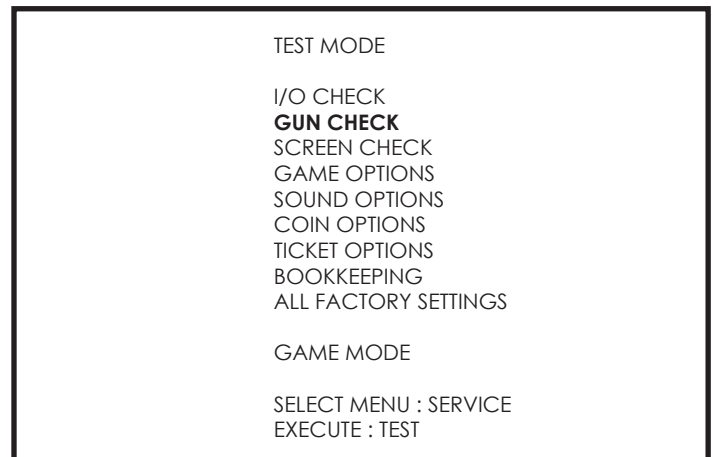 TEST MODE
I/O CHECK
GUN CHECK
SCREEN CHECK
GAME OPTIONS
SOUND OPTIONS
COIN OPTIONS
TICKET OPTIONS
BOOKKEEPING
ALL FACTORY SETTINGS
GAME MODE
SELECT MENU : SERVICE
EXECUTE : TEST